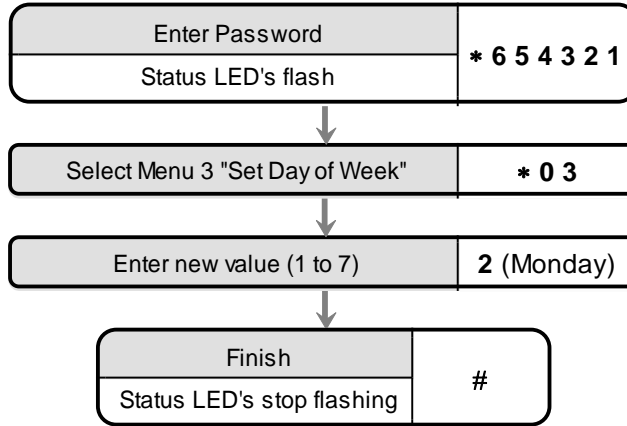 Enter Password
Status LED's flash
* 6 5 4 3 2 1
Select Menu 3 "Set Day of Week"
* 0 3
Enter new value (1 to 7)
2 (Monday)
Finish
Status LED's stop flashing
#